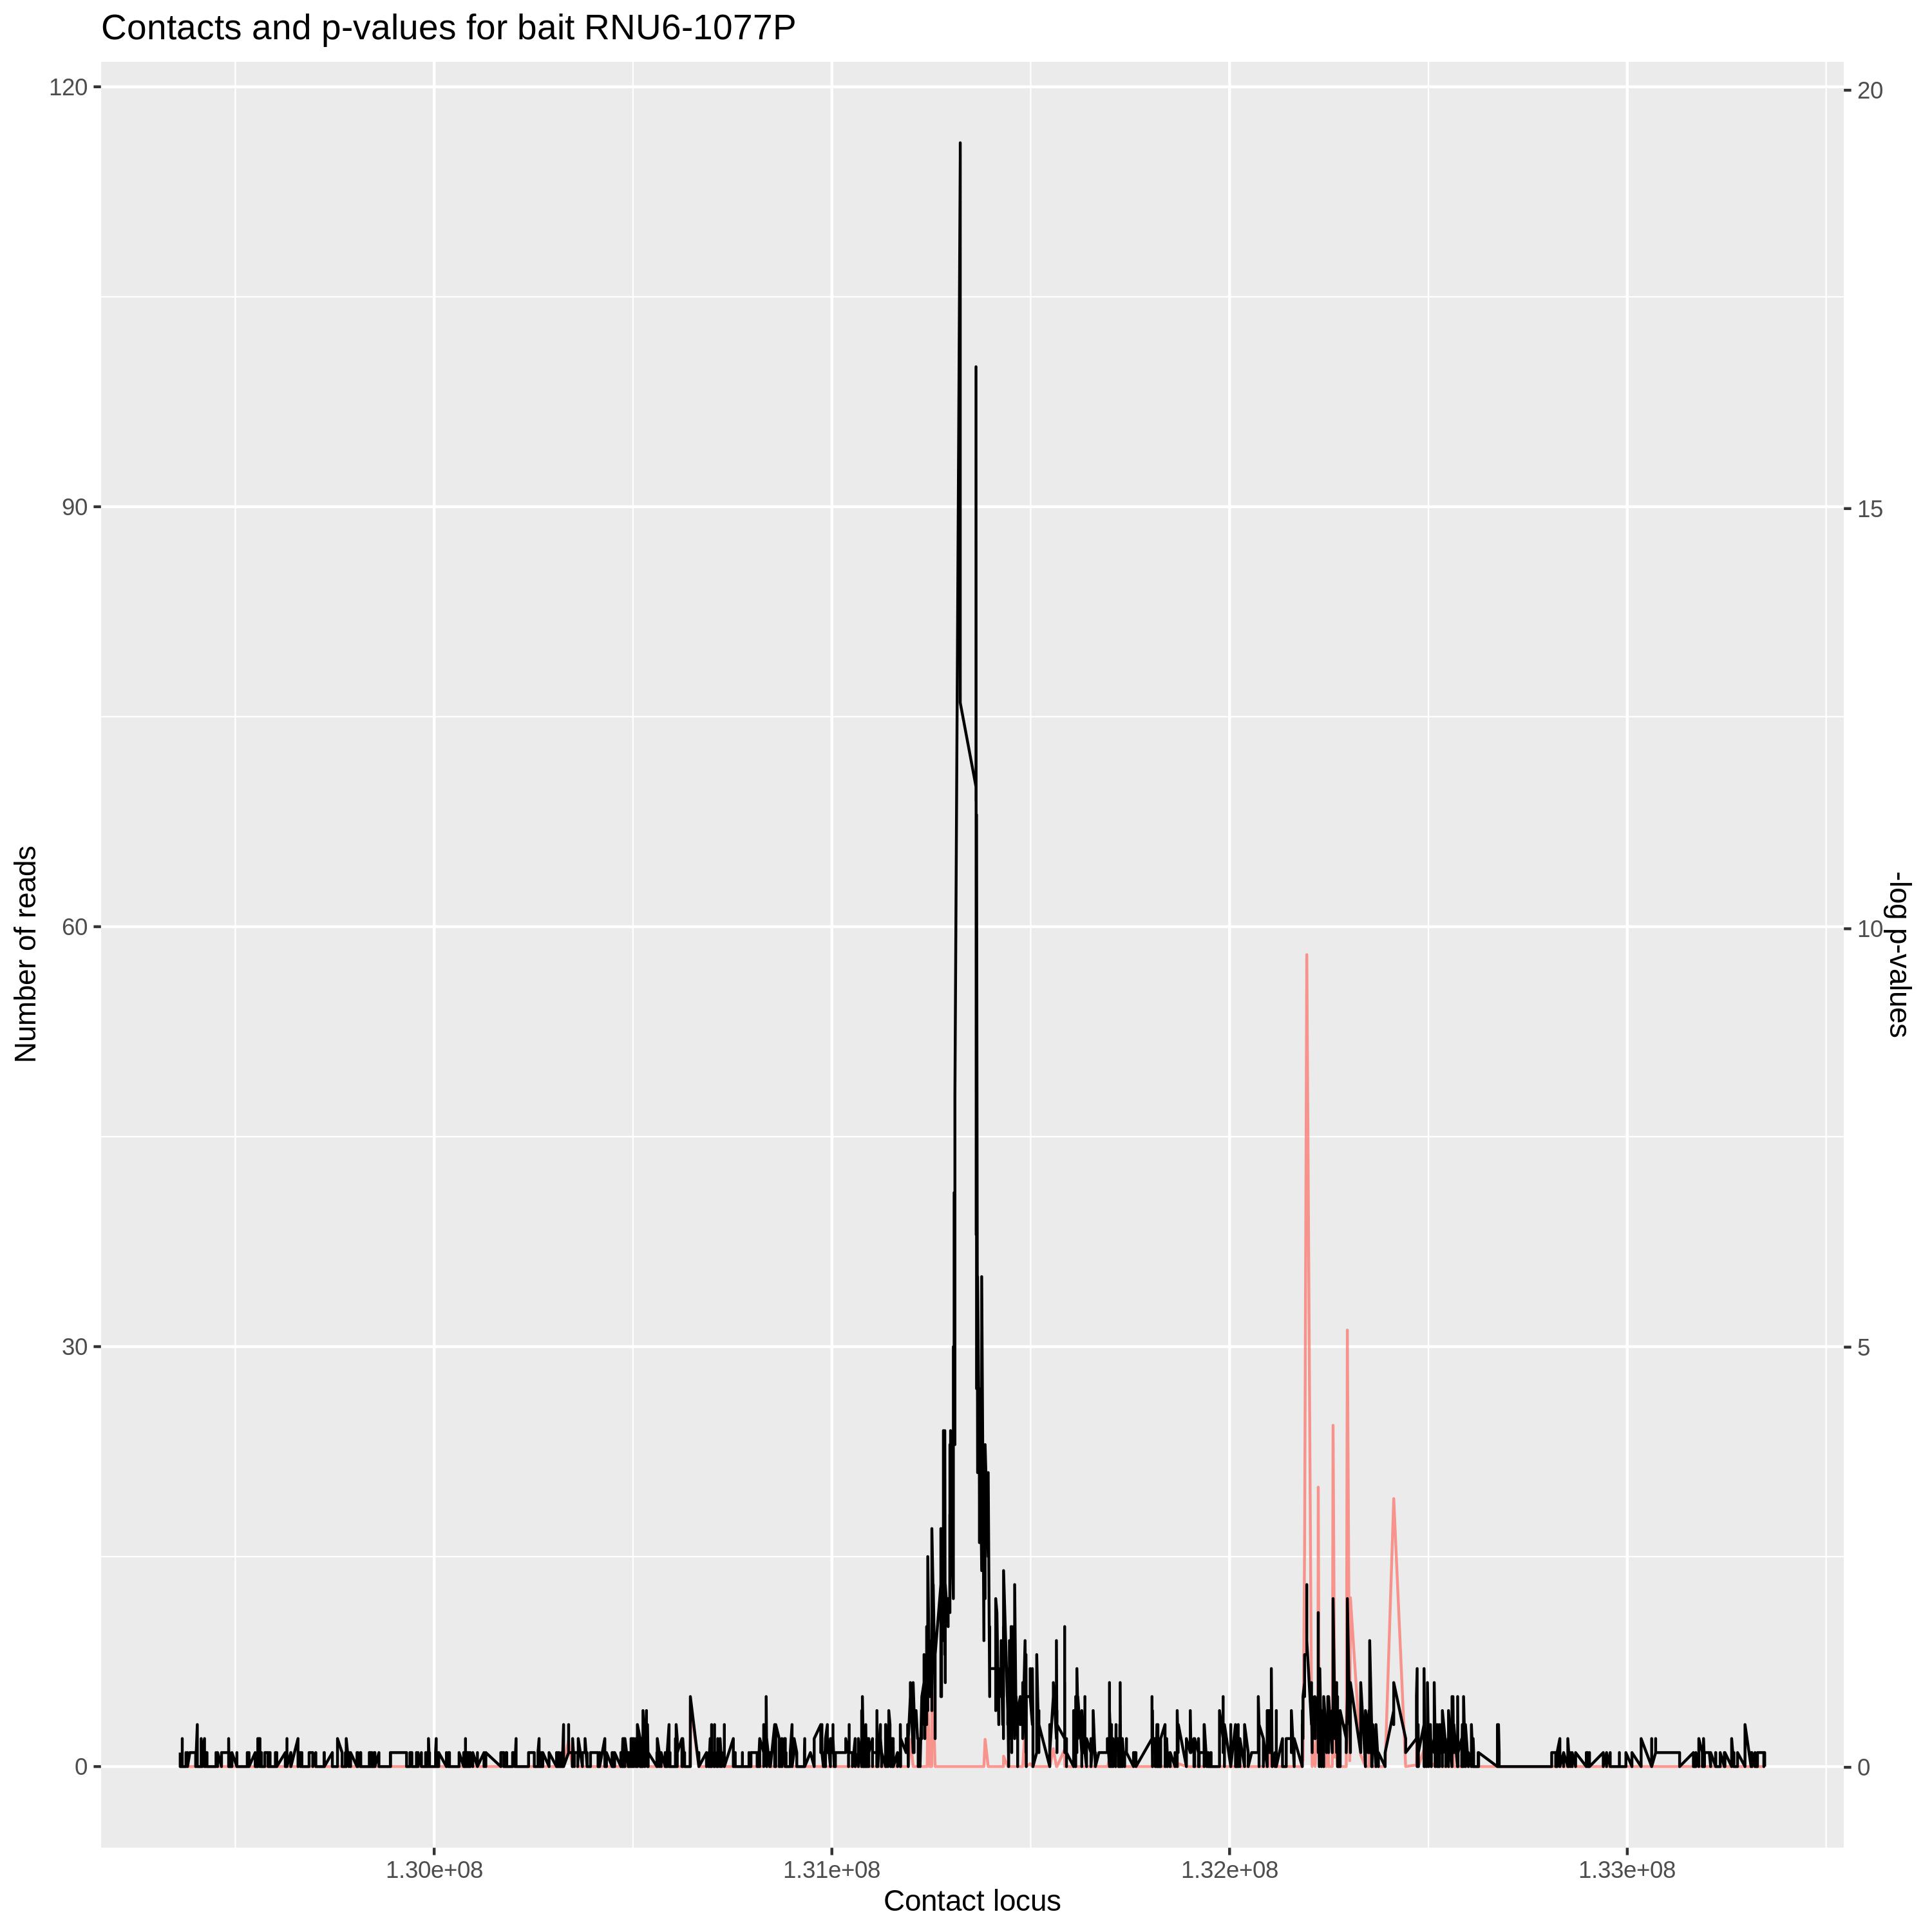 Contacts and p-values for bait RNU6-1077P
120
90
60
30
0
Number of reads
20
15
10
5
0
-log p-values
1.30e+08
1.31e+08
1.32e+08
1.33e+08
Contact locus